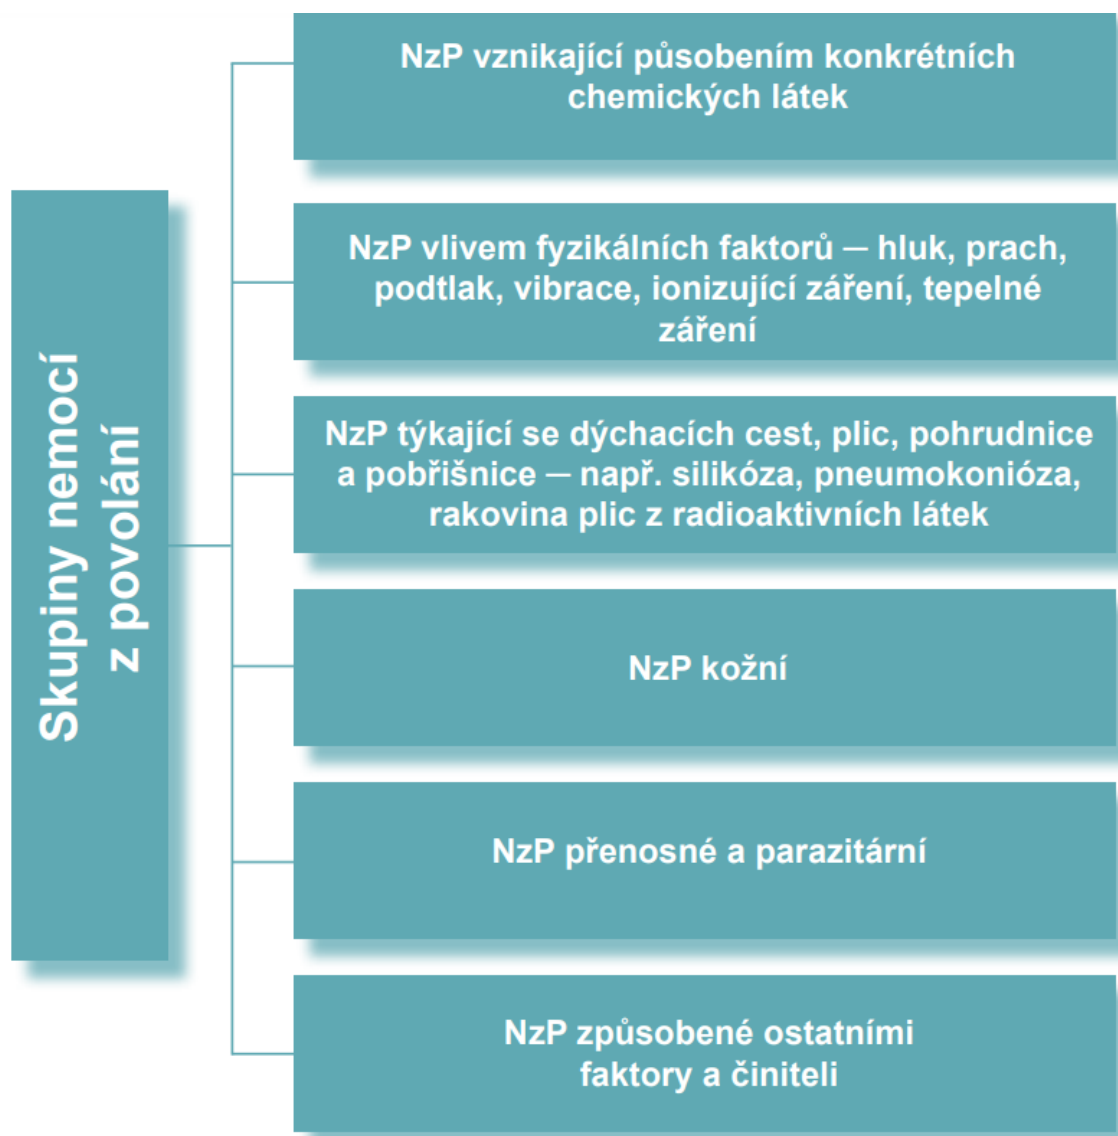 Skupiny nemocí
z povolání
NzP vznikající působením konkrétních
chemických látek
NzP vlivem fyzikálních faktorů — hluk, prach,
podtlak, vibrace, ionizující záření, tepelné
záření
NzP týkající se dýchacích cest, plic, pohrudnice
a pobřišnice — např. silikóza, pneumokonióza,
rakovina plic z radioaktivních látek
NzP kožní
NzP přenosné a parazitární
NzP způsobené ostatními
faktory a činiteli